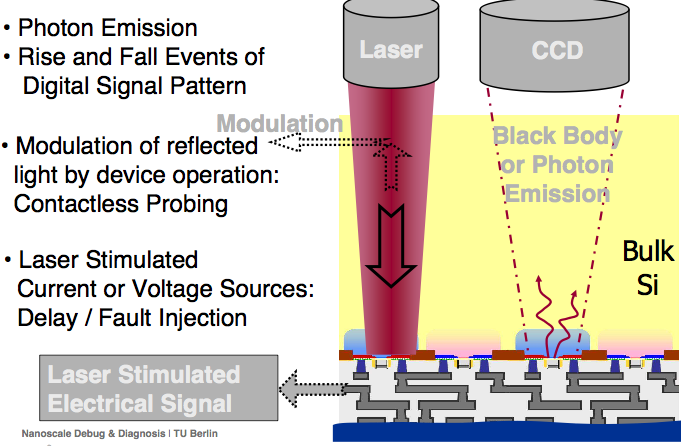 • Photon Emission
• Rise and Fall Events of
Digital Signal Pattern
• Modulation of reflected
light by device operation:
Contactless Probing
• Laser Stimulated
Current or Voltage Sources:
Delay / Fault Injection
Laser
CCD
Modulation
Black Body
or Photon
Emission
Bulk
Si
Laser Stimulated
Electrical Signal
Nanoscale Debug & Diagnosis | TU Berlin